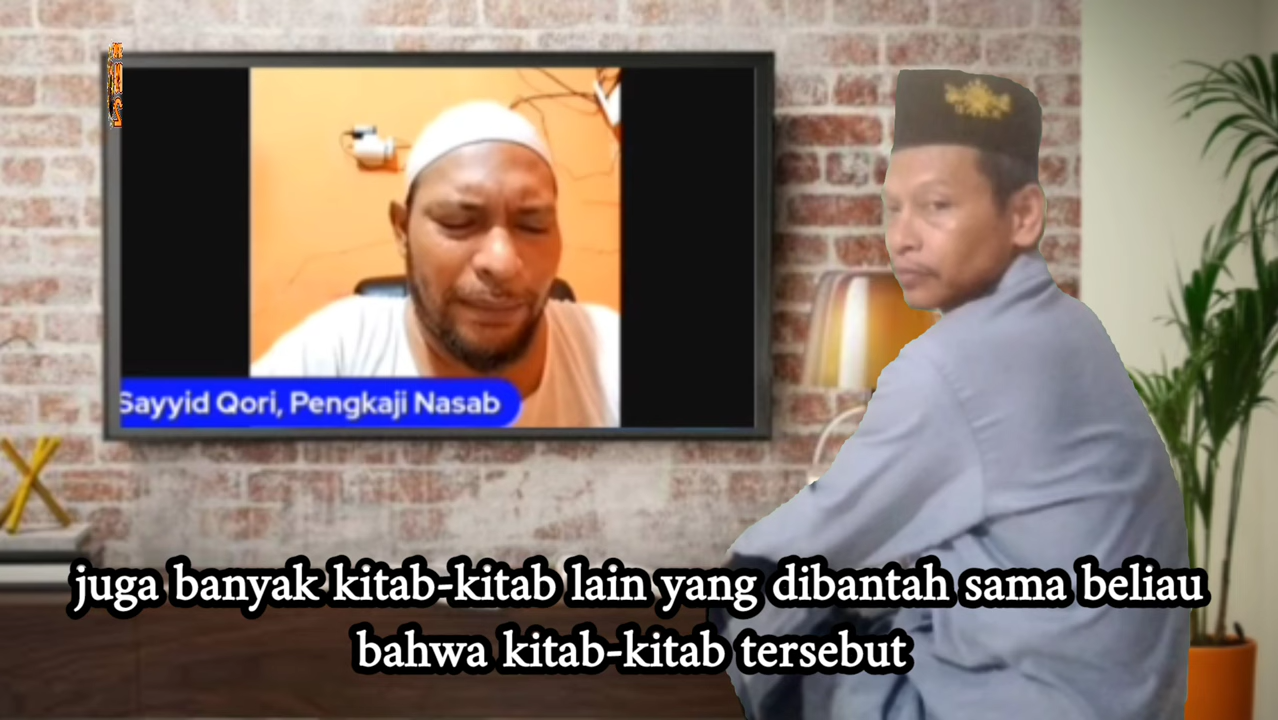 Sayyid Qori, Pengkaji Nasab
juga banyak kitab-kitab lain yang dibantah sama beliau
bahwa kitab-kitab tersebut